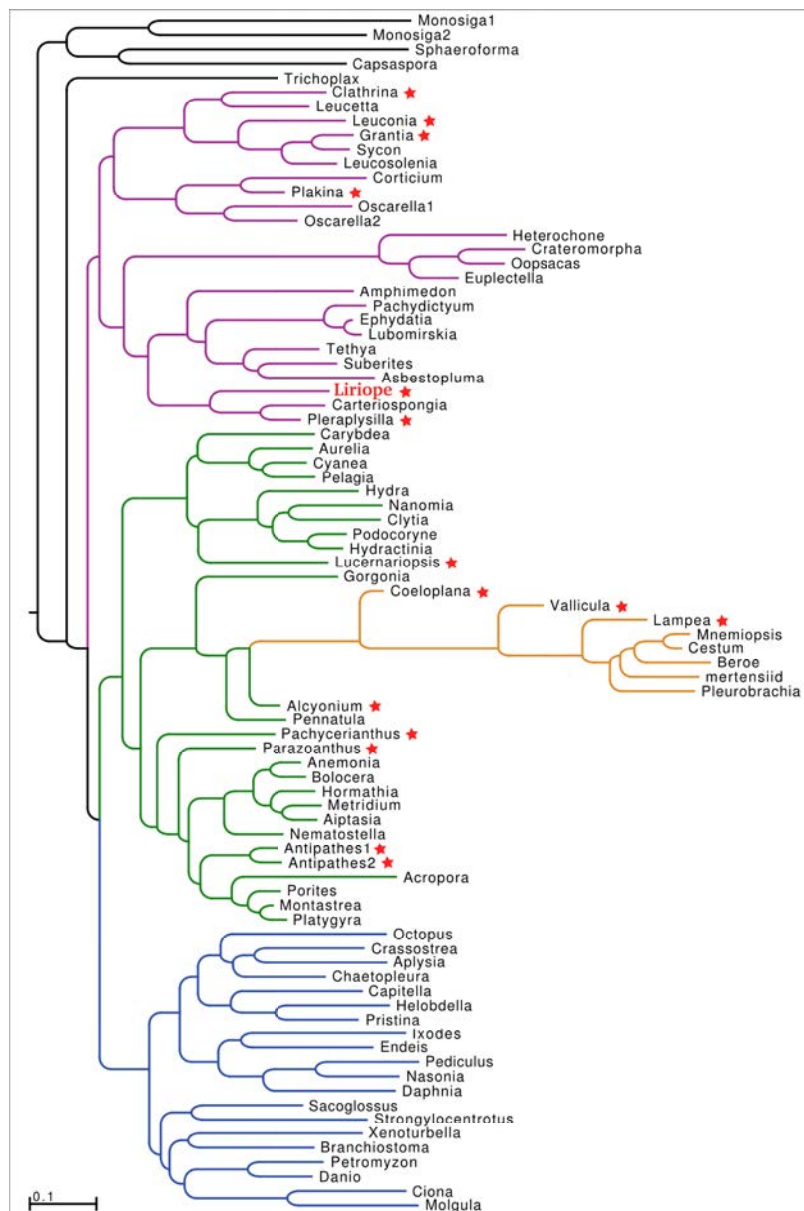 Monosiga1
Monosiga2
Sphaeroforma
Capsaspora
Trichoplax
Clathrina
Leucetta
Leuconia
Grantia
Sycon
Leucosolenia
Corticium
Plakina
Oscarella1
Oscarella2
Heterochone
Crateromorpha
Oopsacas
Euplectella
Amphimedon
Pachydictyum
Ephydatia
Lubomirskia
Tethya
Suberites
Asbestopluma
Liriope
Carteriospongia
Pleraplysilla
Carybdea
Aurelia
Cyanea
Pelagia
Hydra
Nanomia
Clytia
Podocoryne
Hydractinia
Lucernariopsis
Gorgonia
Coeloplana
Vallicula
Lampea
Mnemiopsis
Cestum
Beroe
mertensiid
Pleurobrachia
Alcyonium
Pennatula
Pachycerianthus
Parazoanthus
Anemonia
Bolocera
Hormathia
Metridium
Aiptasia
Nematostella
Antipathes1
Antipathes2
Acropora
Porites
Montastrea
Platygyra
Octopus
Crassostrea
Aplysia
Chaetopleura
Capitella
Helobdella
Pristina
Ixodes
Endeis
Pediculus
Nasonia
Daphnia
Sacoglossus
Strongylocentrotus
Xenoturbella
Branchiostoma
Petromyzon
Danio
Ciona
Molgula
0.1